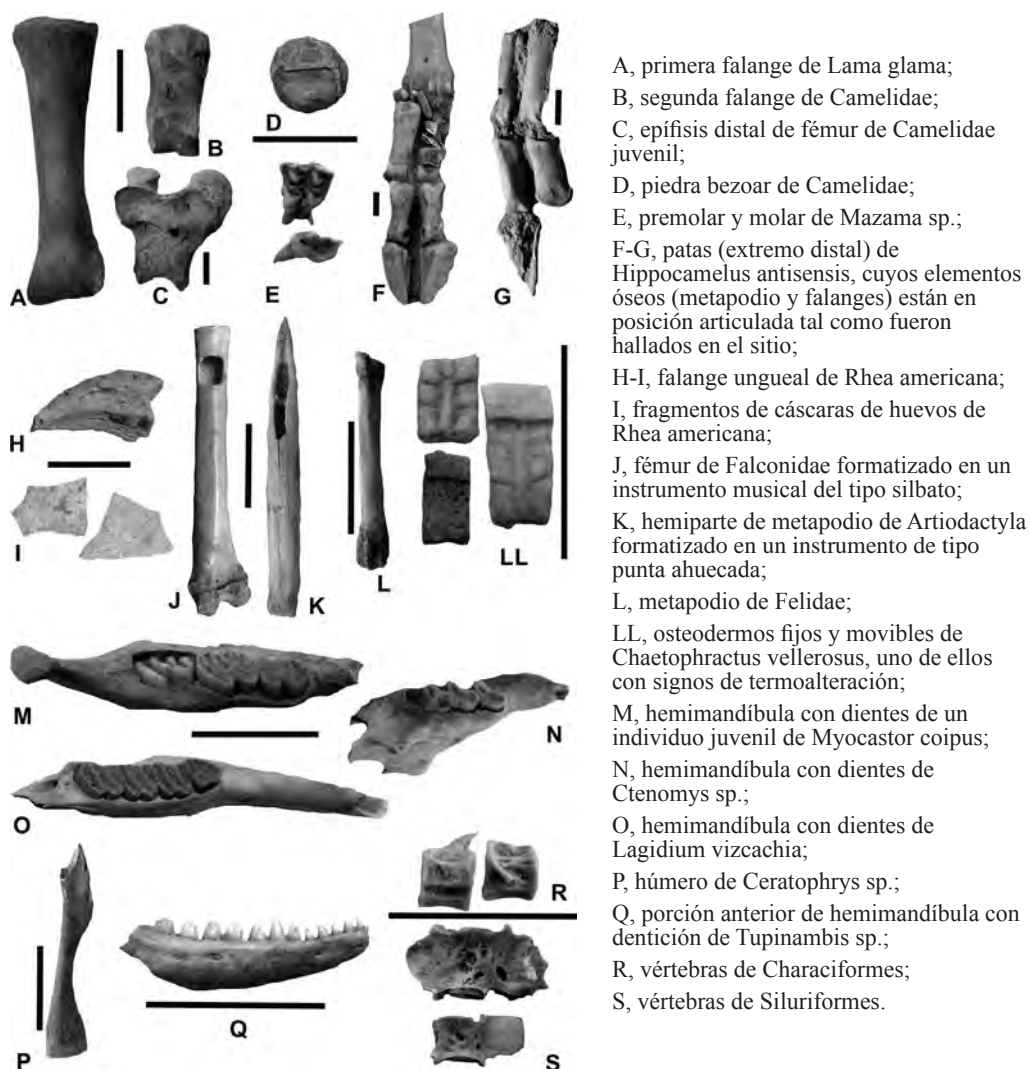 A
B
C
D
E
F
G
H
I
J
K
L
LL
M
N
O
P
Q
R
S
A, primera falange de Lama glama;
B, segunda falange de Camelidae;
C, epífisis distal de fémur de Camelidae
juvenil;
D, piedra bezoar de Camelidae;
E, premolar y molar de Mazama sp.;
F-G, patas (extremo distal) de
Hippocamelus antisensis, cuyos elementos
óseos (metapodio y falanges) están en
posición articulada tal como fueron
hallados en el sitio;
H-I, falange ungueal de Rhea americana;
I, fragmentos de cáscaras de huevos de
Rhea americana;
J, fémur de Falconidae formatizado en un
instrumento musical del tipo silbato;
K, hemiparte de metapodio de Artiodactyla
formatizado en un instrumento de tipo
punta ahuecada;
L, metapodio de Felidae;
LL, osteodermos fijos y movibles de
Chaetophractus vellerosus, uno de ellos
con signos de termoalteración;
M, hemimandíbula con dientes de un
individuo juvenil de Myocastor coipus;
N, hemimandíbula con dientes de
Ctenomys sp.;
O, hemimandíbula con dientes de
Lagidium vizcachia;
P, húmero de Ceratophrys sp.;
Q, porción anterior de hemimandíbula con
dentición de Tupinambis sp.;
R, vértebras de Characiformes;
S, vértebras de Siluriformes.